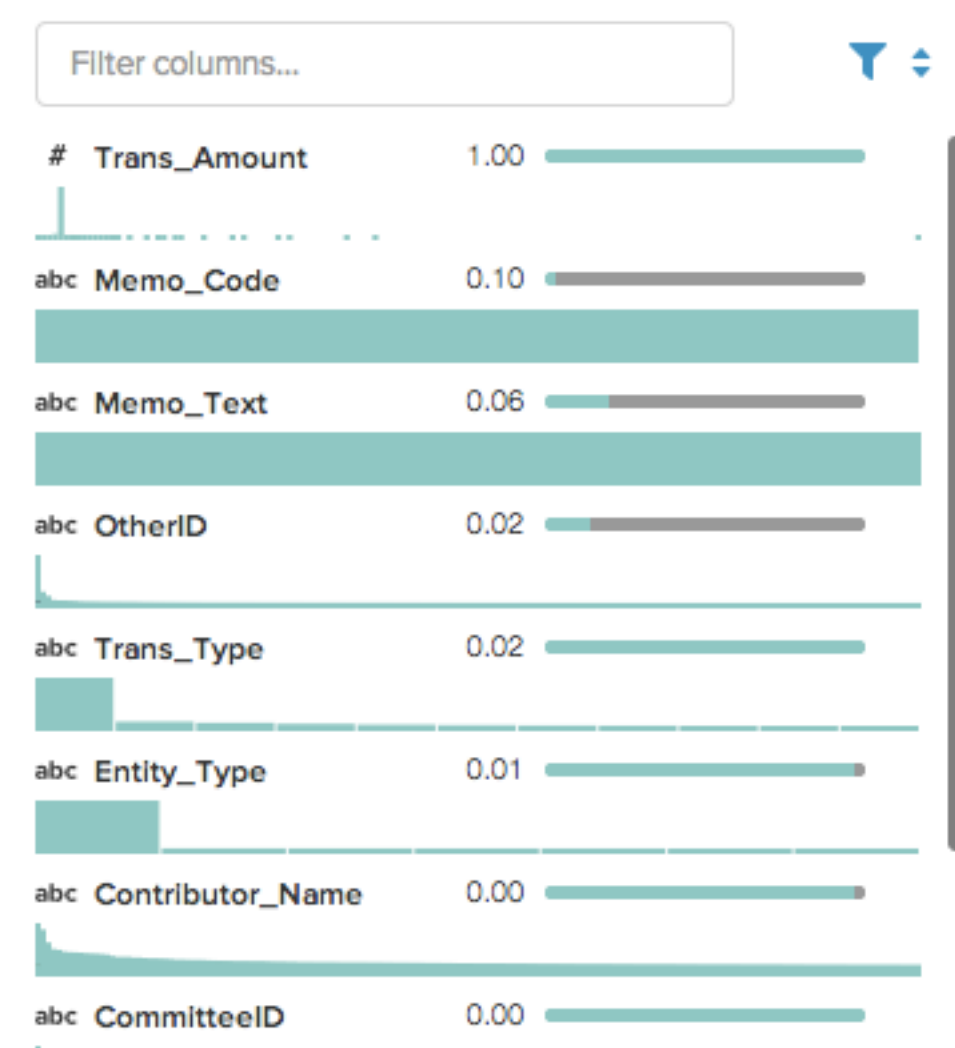 Filter columns...
# Trans_Amount 1.00
abc Memo_Code 0.10
abc Memo_Text 0.06
abc OtherID 0.02
abc Trans_Type 0.02
abc Entity_Type 0.01
abc Contributor_Name 0.00
abc CommitteeID 0.00